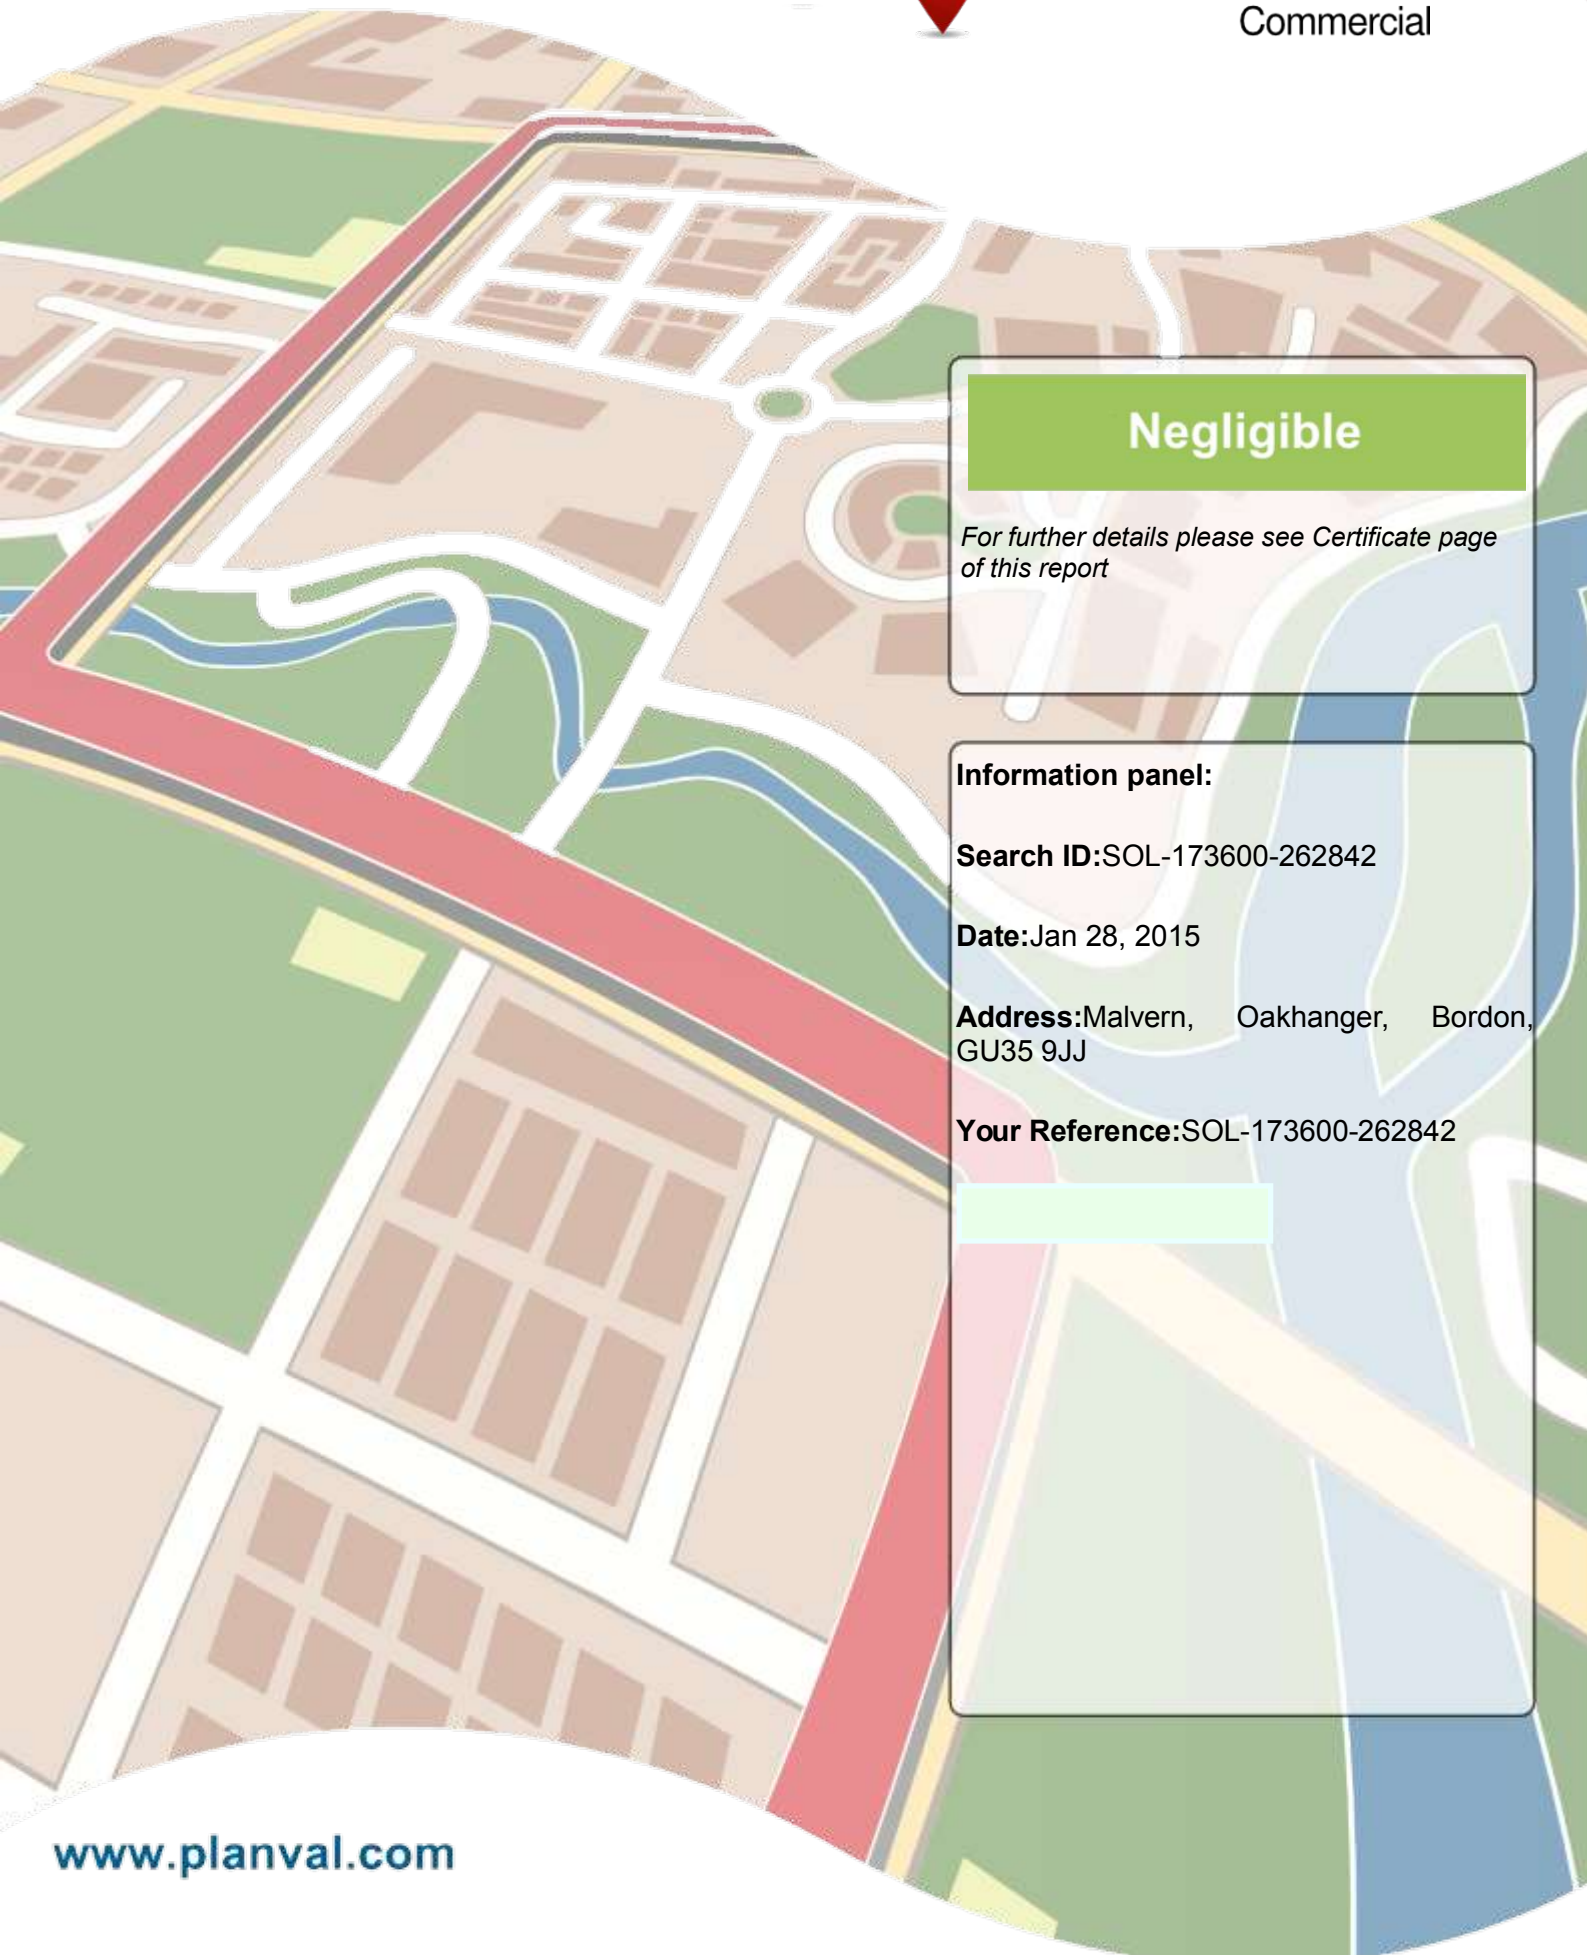 Commercial
Negligible
For further details please see Certificate page
of this report
Information panel:
Search ID:SOL-173600-262842
Date:Jan 28, 2015
Address:Malvern, Oakhanger, Bordon,
GU35 9JJ
Your Reference:SOL-173600-262842
www.planval.com